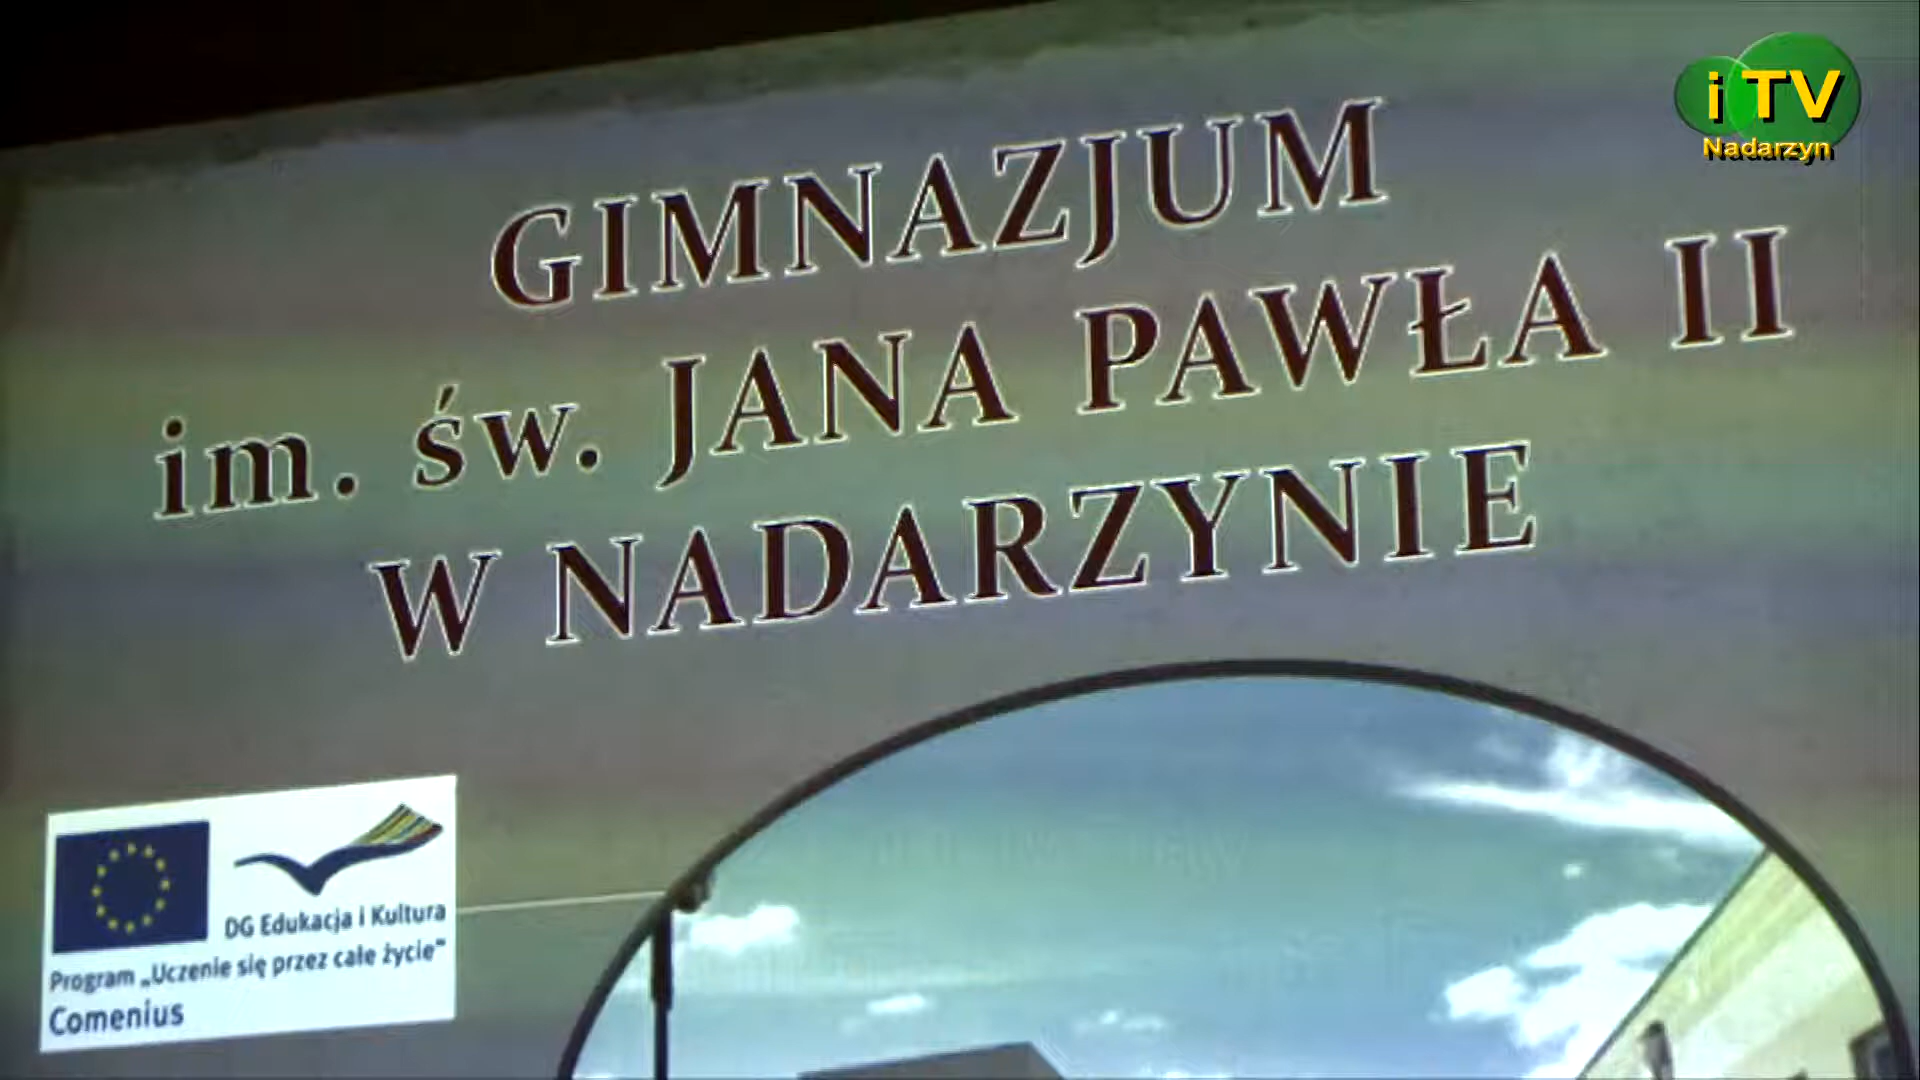 i TV
Nadarzyn
GIMNAZJUM
im. św. JANA PAWŁA II
W NADARZYNIE
DG Edukacja i Kultura
Program „Uczenie się przez całe życie”
Comenius